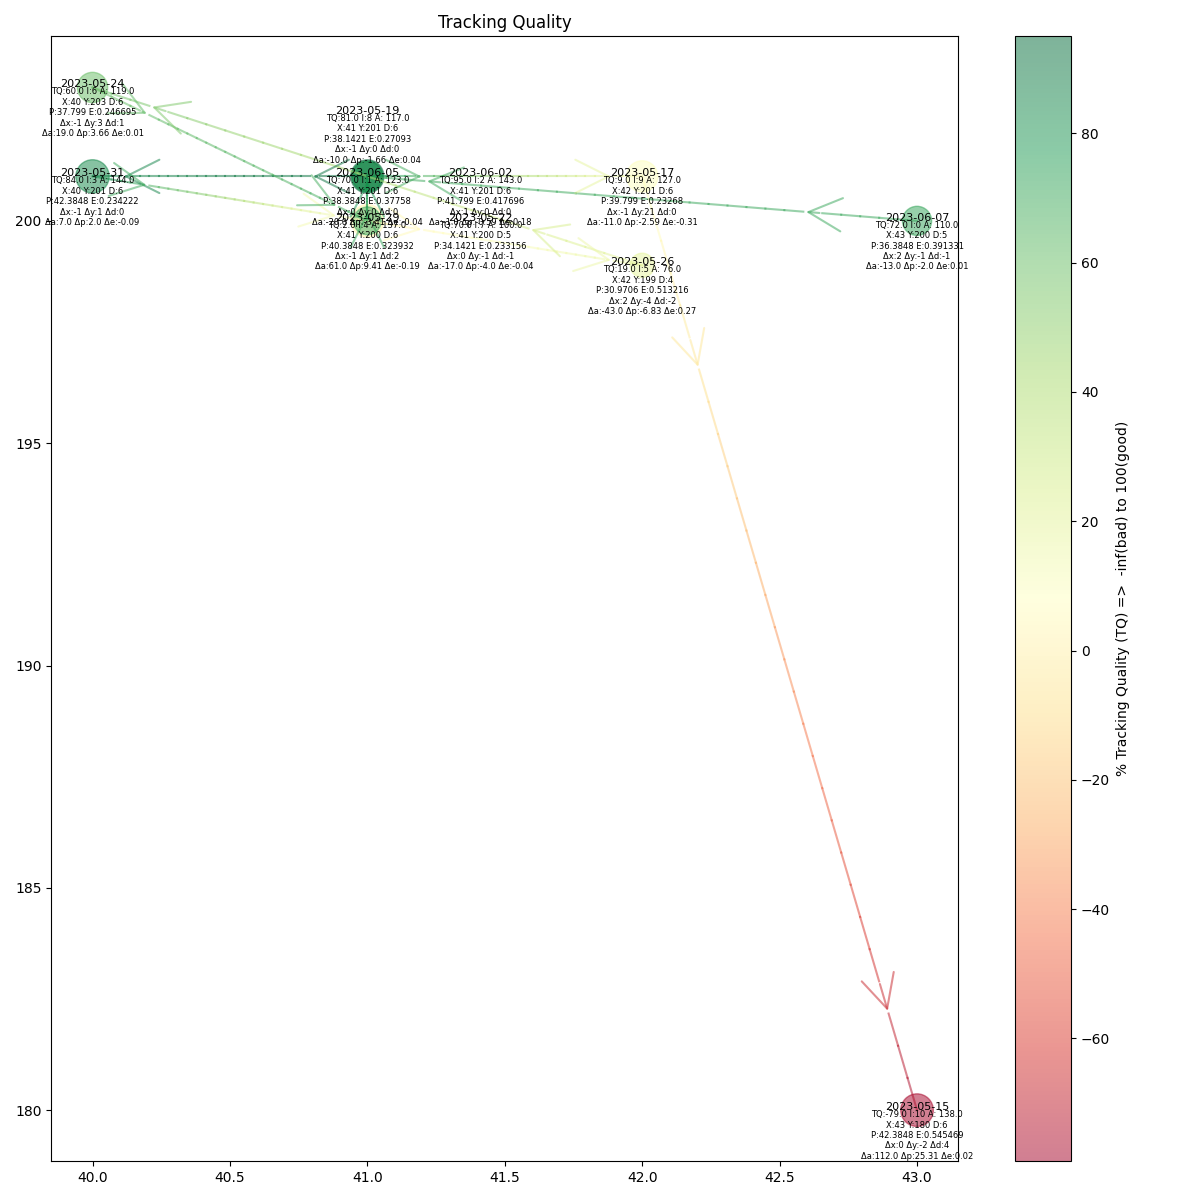 Tracking Quality
2023-05-24
TQ:60.0 I:6 A: 119.0
X:40 Y:203 D:6
P:37.799 E:0.246695
Δx:-1 Δy:3 Δd:1
Δa:19.0 Δp:3.66 Δe:0.01
2023-05-19
TQ:81.0 I:8 A: 117.0
X:41 Y:201 D:6
P:38.1421 E:0.27093
Δx:-1 Δy:0 Δd:0
Δa:-10.0 Δp:-1.66 Δe:0.04
2023-05-31
TQ:84.0 I:3 A: 144.0
X:40 Y:201 D:6
P:42.3848 E:0.234222
Δx:-1 Δy:1 Δd:0
Δa:7.0 Δp:2.0 Δe:-0.09
2023-06-05
TQ:70.0 I:1 A: 123.0
X:41 Y:201 D:6
P:38.3848 E:0.37758
2023-06-02
TQ:95.0 I:2 A: 143.0
X:41 Y:201 D:6
P:41.799 E:0.417696
2023-05-17
TQ:9.0 I:9 A: 127.0
X:42 Y:201 D:6
P:39.799 E:0.23268
Δx:-1 Δy:21 Δd:0
Δa:-11.0 Δp:-2.59 Δe:-0.31
2023-05-29
X:41 Y:200 D:6
P:40.3848 E:0.323932
Δx:-1 Δy:1 Δd:2
Δa:61.0 Δp:9.41 Δe:-0.19
2023-05-22
X:41 Y:200 D:5
P:34.1421 E:0.233156
Δx:0 Δy:-1 Δd:-1
Δa:-17.0 Δp:-4.0 Δe:-0.04
2023-06-07
TQ:72.0 I:0 A: 110.0
X:43 Y:200 D:5
P:36.3848 E:0.391331
Δx:2 Δy:-1 Δd:-1
Δa:-13.0 Δp:-2.0 Δe:0.01
2023-05-26
TQ:19.0 I:5 A: 76.0
X:42 Y:199 D:4
P:30.9706 E:0.513216
Δx:2 Δy:-4 Δd:-2
Δa:-43.0 Δp:-6.83 Δe:0.27
2023-05-15
TQ:-79.0 I:10 A: 138.0
X:43 Y:180 D:6
P:42.3848 E:0.545469
Δx:0 Δy:-2 Δd:4
Δa:112.0 Δp:25.31 Δe:0.02
200
195
190
185
180
40.0 40.5 41.0 41.5 42.0 42.5 43.0
80
60
40
20
0
−20
−40
−60
% Tracking Quality (TQ) => -inf(bad) to 100(good)